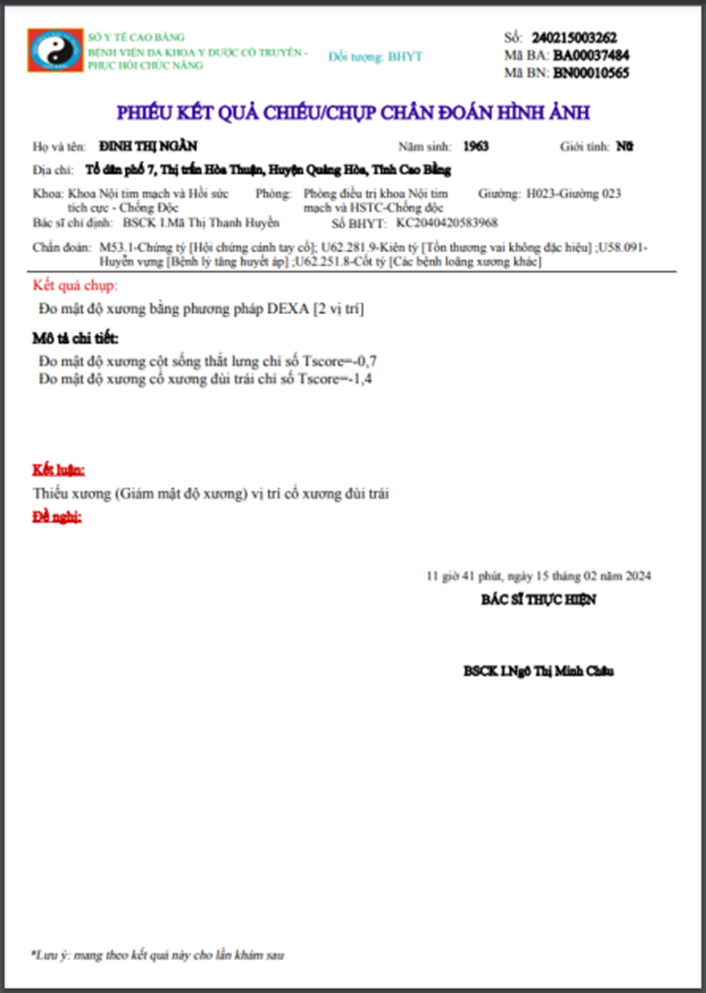 SỞ Y TẾ CAO BẰNG
BỆNH VIỆN ĐA KHOA Y DƯỢC CỔ TRUYỀN -
PHỤC HỒI CHỨC NĂNG
Đối tượng: BHYT
Số: 240215003262
Mã BA: BA00037484
Mã BN: BN00010565
PHIẾU KẾT QUẢ CHIẾU/CHỤP CHẨN ĐOÁN HÌNH ẢNH
Họ và tên: ĐINH THỊ NGÂN Năm sinh: 1963 Giới tính: Nữ
Địa chỉ: Tổ dân phố 7, Thị trấn Hòa Thuận, Huyện Quảng Hòa, Tỉnh Cao Bằng
Khoa: Khoa Nội tim mạch và Hồi sức Phòng: Phòng điều trị khoa Nội tim Giường: H023-Giường 023
tích cực - Chống Độc mạch và HSTC-Chống độc
Bác sĩ chỉ định: BSCK I.Mã Thị Thanh Huyền Số BHYT: KC2040420583968
Chẩn đoán: M53.1-Chứng tý [Hội chứng cánh tay cổ]; U62.281.9-Kiên tý [Tổn thương vai không đặc hiệu] ;U58.091-
Huyễn vựng [Bệnh lý tăng huyết áp] ;U62.251.8-Cốt tý [Các bệnh loãng xương khác]
Kết quả chụp:
Đo mật độ xương bằng phương pháp DEXA [2 vị trí]
Mô tả chi tiết:
Đo mật độ xương cột sống thắt lưng chỉ số Tscore=-0,7
Đo mật độ xương cổ xương đùi trái chỉ số Tscore=-1,4
Kết luận:
Thiếu xương (Giảm mật độ xương) vị trí cổ xương đùi trái
Đề nghị:
11 giờ 41 phút, ngày 15 tháng 02 năm 2024
BÁC SĨ THỰC HIỆN
BSCK I.Ngô Thị Minh Châu
*Lưu ý: mang theo kết quả này cho lần khám sau